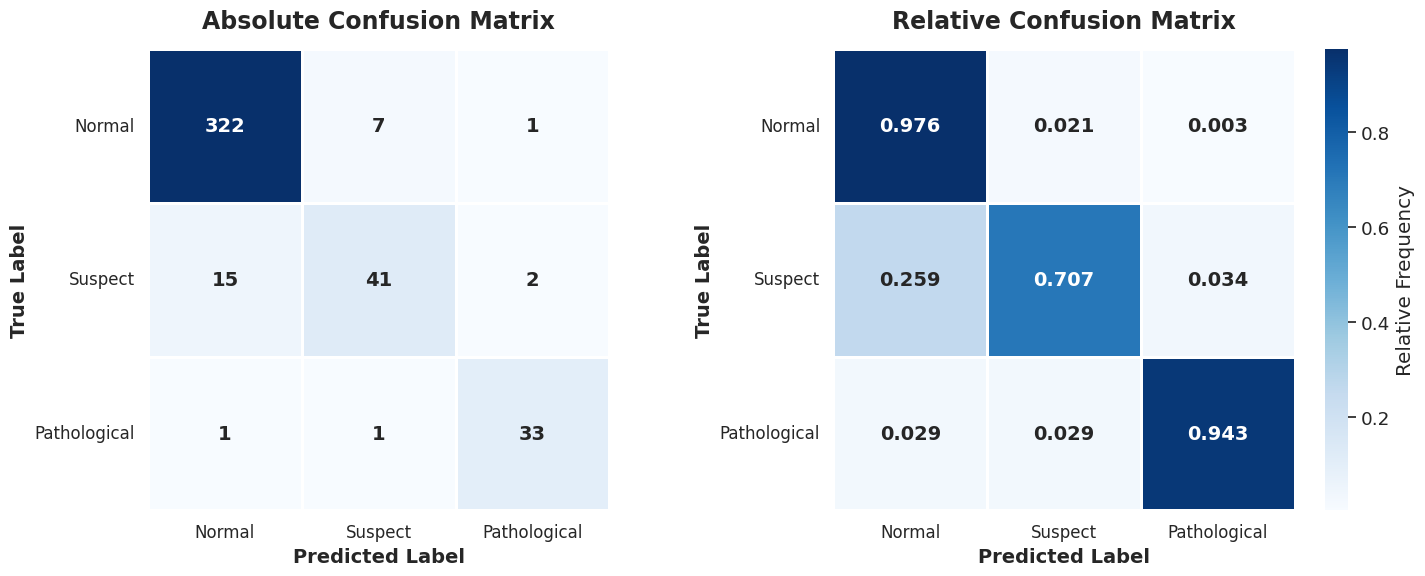 Absolute Confusion Matrix
True Label
Normal
322 7 1
Suspect
15 41 2
Pathological
1 1 33
Normal Suspect Pathological
Predicted Label
Relative Confusion Matrix
True Label
Normal
0.976 0.021 0.003
Suspect
0.259 0.707 0.034
Pathological
0.029 0.029 0.943
Normal Suspect Pathological
Predicted Label
0.8
0.6
0.4
0.2
Relative Frequency